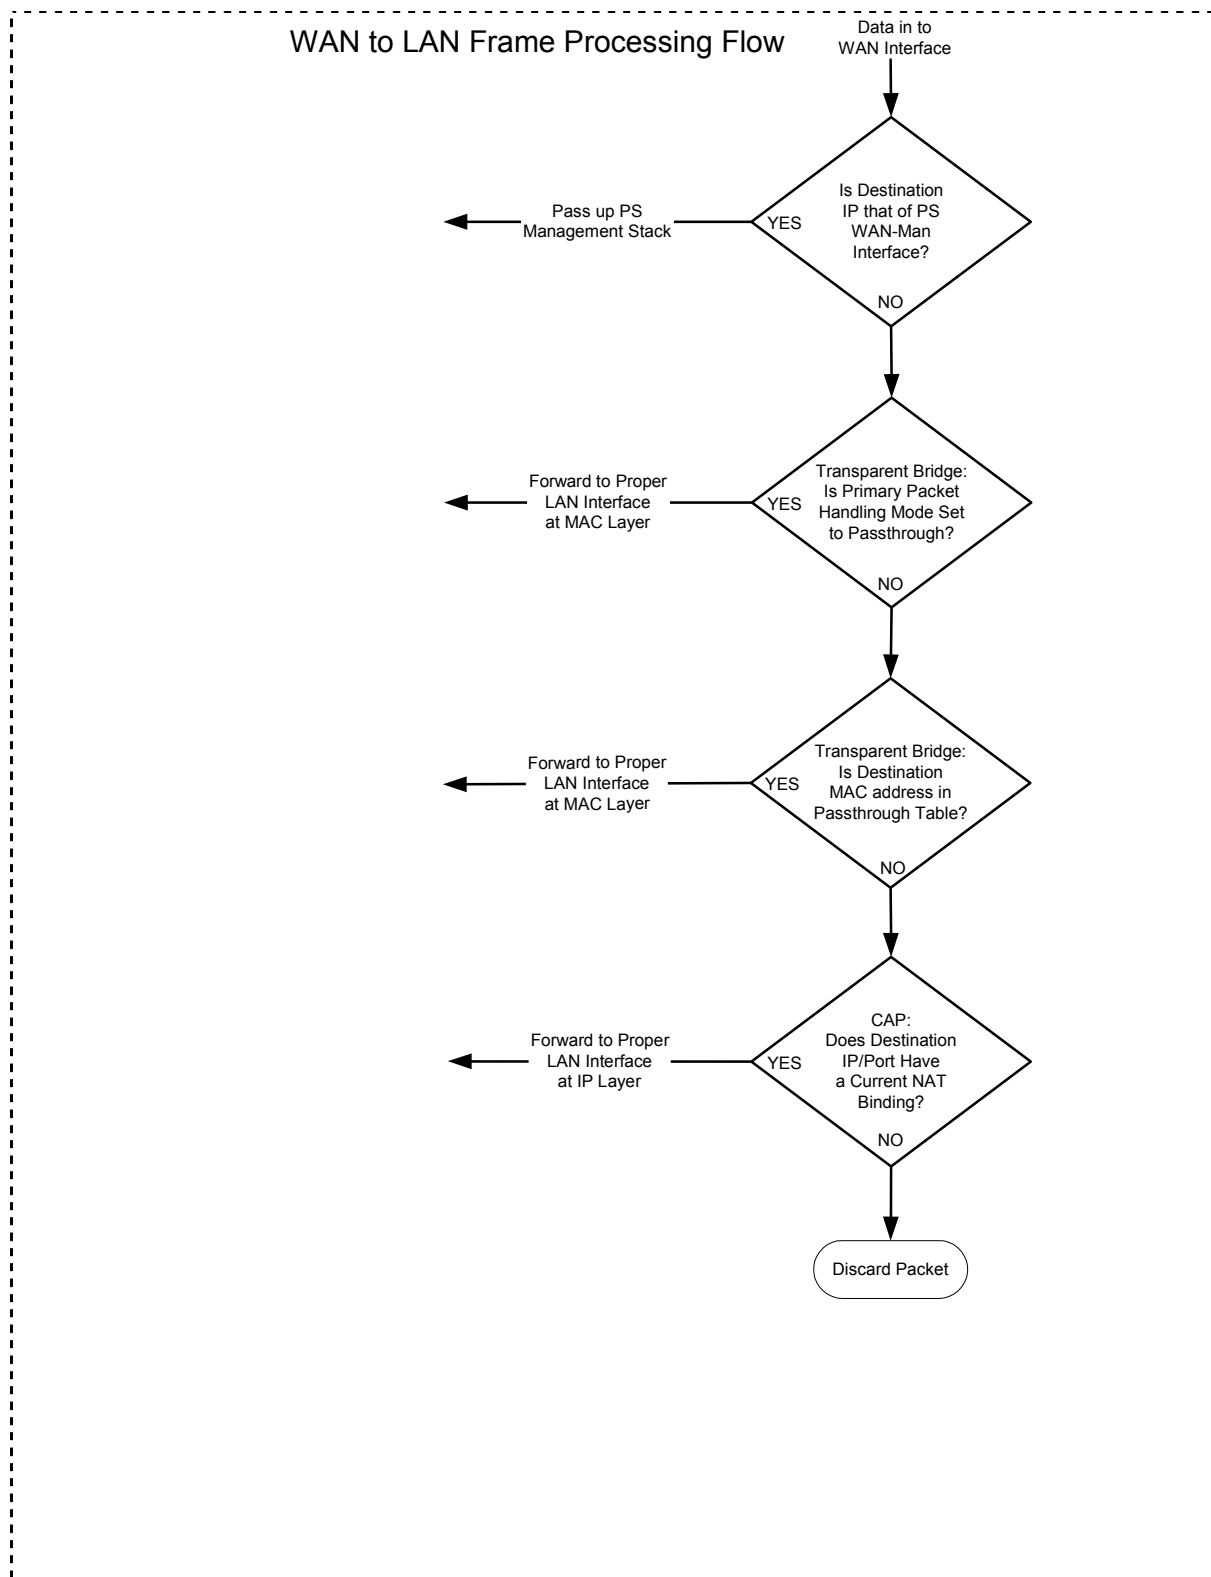 WAN to LAN Frame Processing Flow
Data in to
WAN Interface
Is Destination
IP that of PS
WAN-Man
Interface?
YES
Pass up PS
Management Stack
NO
Transparent Bridge:
Is Primary Packet
Handling Mode Set
to Passthrough?
YES
Forward to Proper
LAN Interface
at MAC Layer
NO
Transparent Bridge:
Is Destination
MAC address in
Passthrough Table?
YES
Forward to Proper
LAN Interface
at MAC Layer
NO
CAP:
Does Destination
IP/Port Have
a Current NAT
Binding?
YES
Forward to Proper
LAN Interface
at IP Layer
NO
Discard Packet